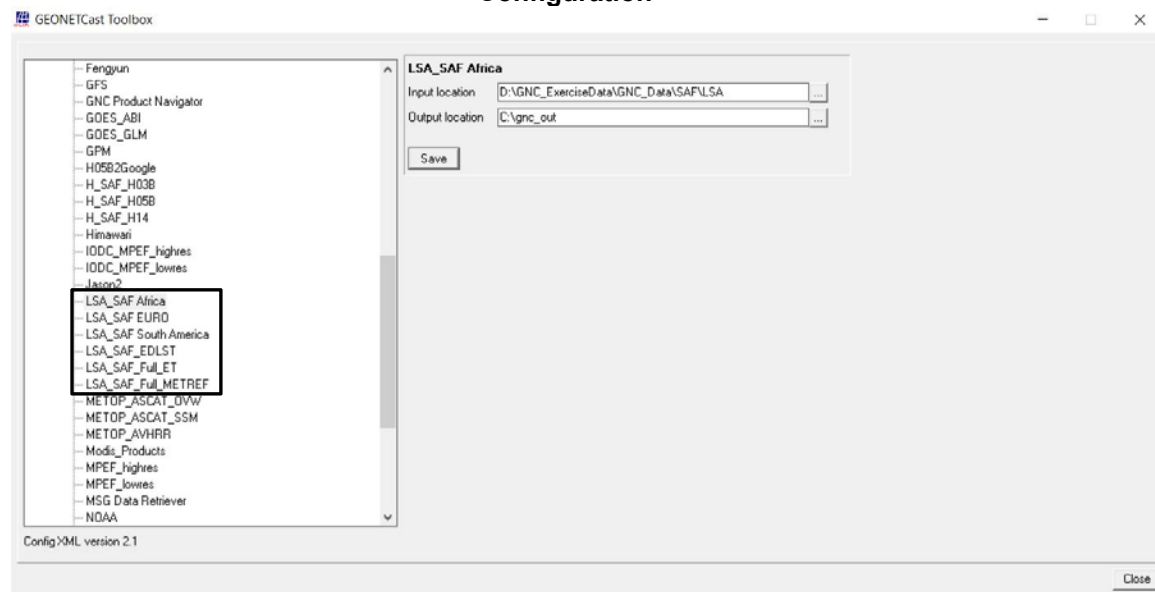 Configuration
GEONETCast Toolbox
Fengyun
GFS
GNC Product Navigator
GOES_ABI
GOES_GLM
GPM
H05B2Google
H_SAF_H03B
H_SAF_H05B
H_SAF_H14
Himawari
IODC_MPEF_highres
IODC_MPEF_lowres
Jason2
LSA_SAF Africa
LSA_SAF EURO
LSA_SAF South America
LSA_SAF_EDLST
LSA_SAF_Full_ET
LSA_SAF_Full_METREF
METOP_ASCAT_OVW
METOP_ASCAT_SSM
METOP_AVHRR
Modis_Products
MPEF_highres
MPEF_lowres
MSG Data Retriever
NOAA
Config XML version 2.1
LSA_SAF Africa
Input location D:\GNC_ExerciseData\GNC_Data\SAF\LSA ...
Output location C:\gnc_out ...
Save
Close